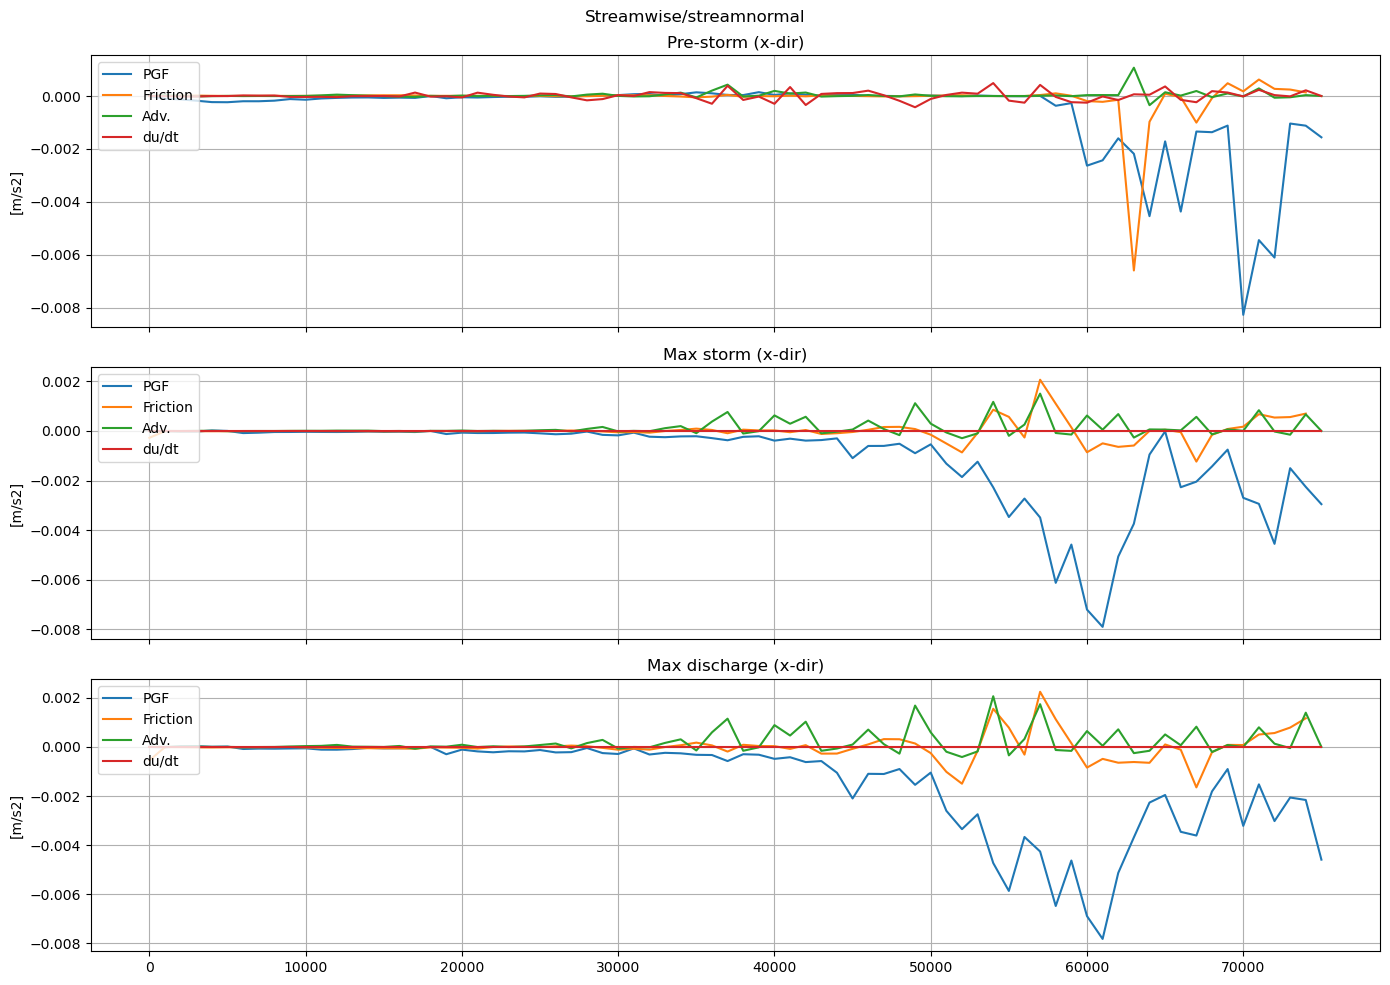 Streamwise/streamnormal
Pre-storm (x-dir)
0.000
−0.002
−0.004
−0.006
−0.008
[m/s2]
PGF
Friction
Adv.
du/dt
Max storm (x-dir)
0.002
0.000
−0.002
−0.004
−0.006
−0.008
[m/s2]
PGF
Friction
Adv.
du/dt
Max discharge (x-dir)
0.002
0.000
−0.002
−0.004
−0.006
−0.008
[m/s2]
PGF
Friction
Adv.
du/dt
0 10000 20000 30000 40000 50000 60000 70000